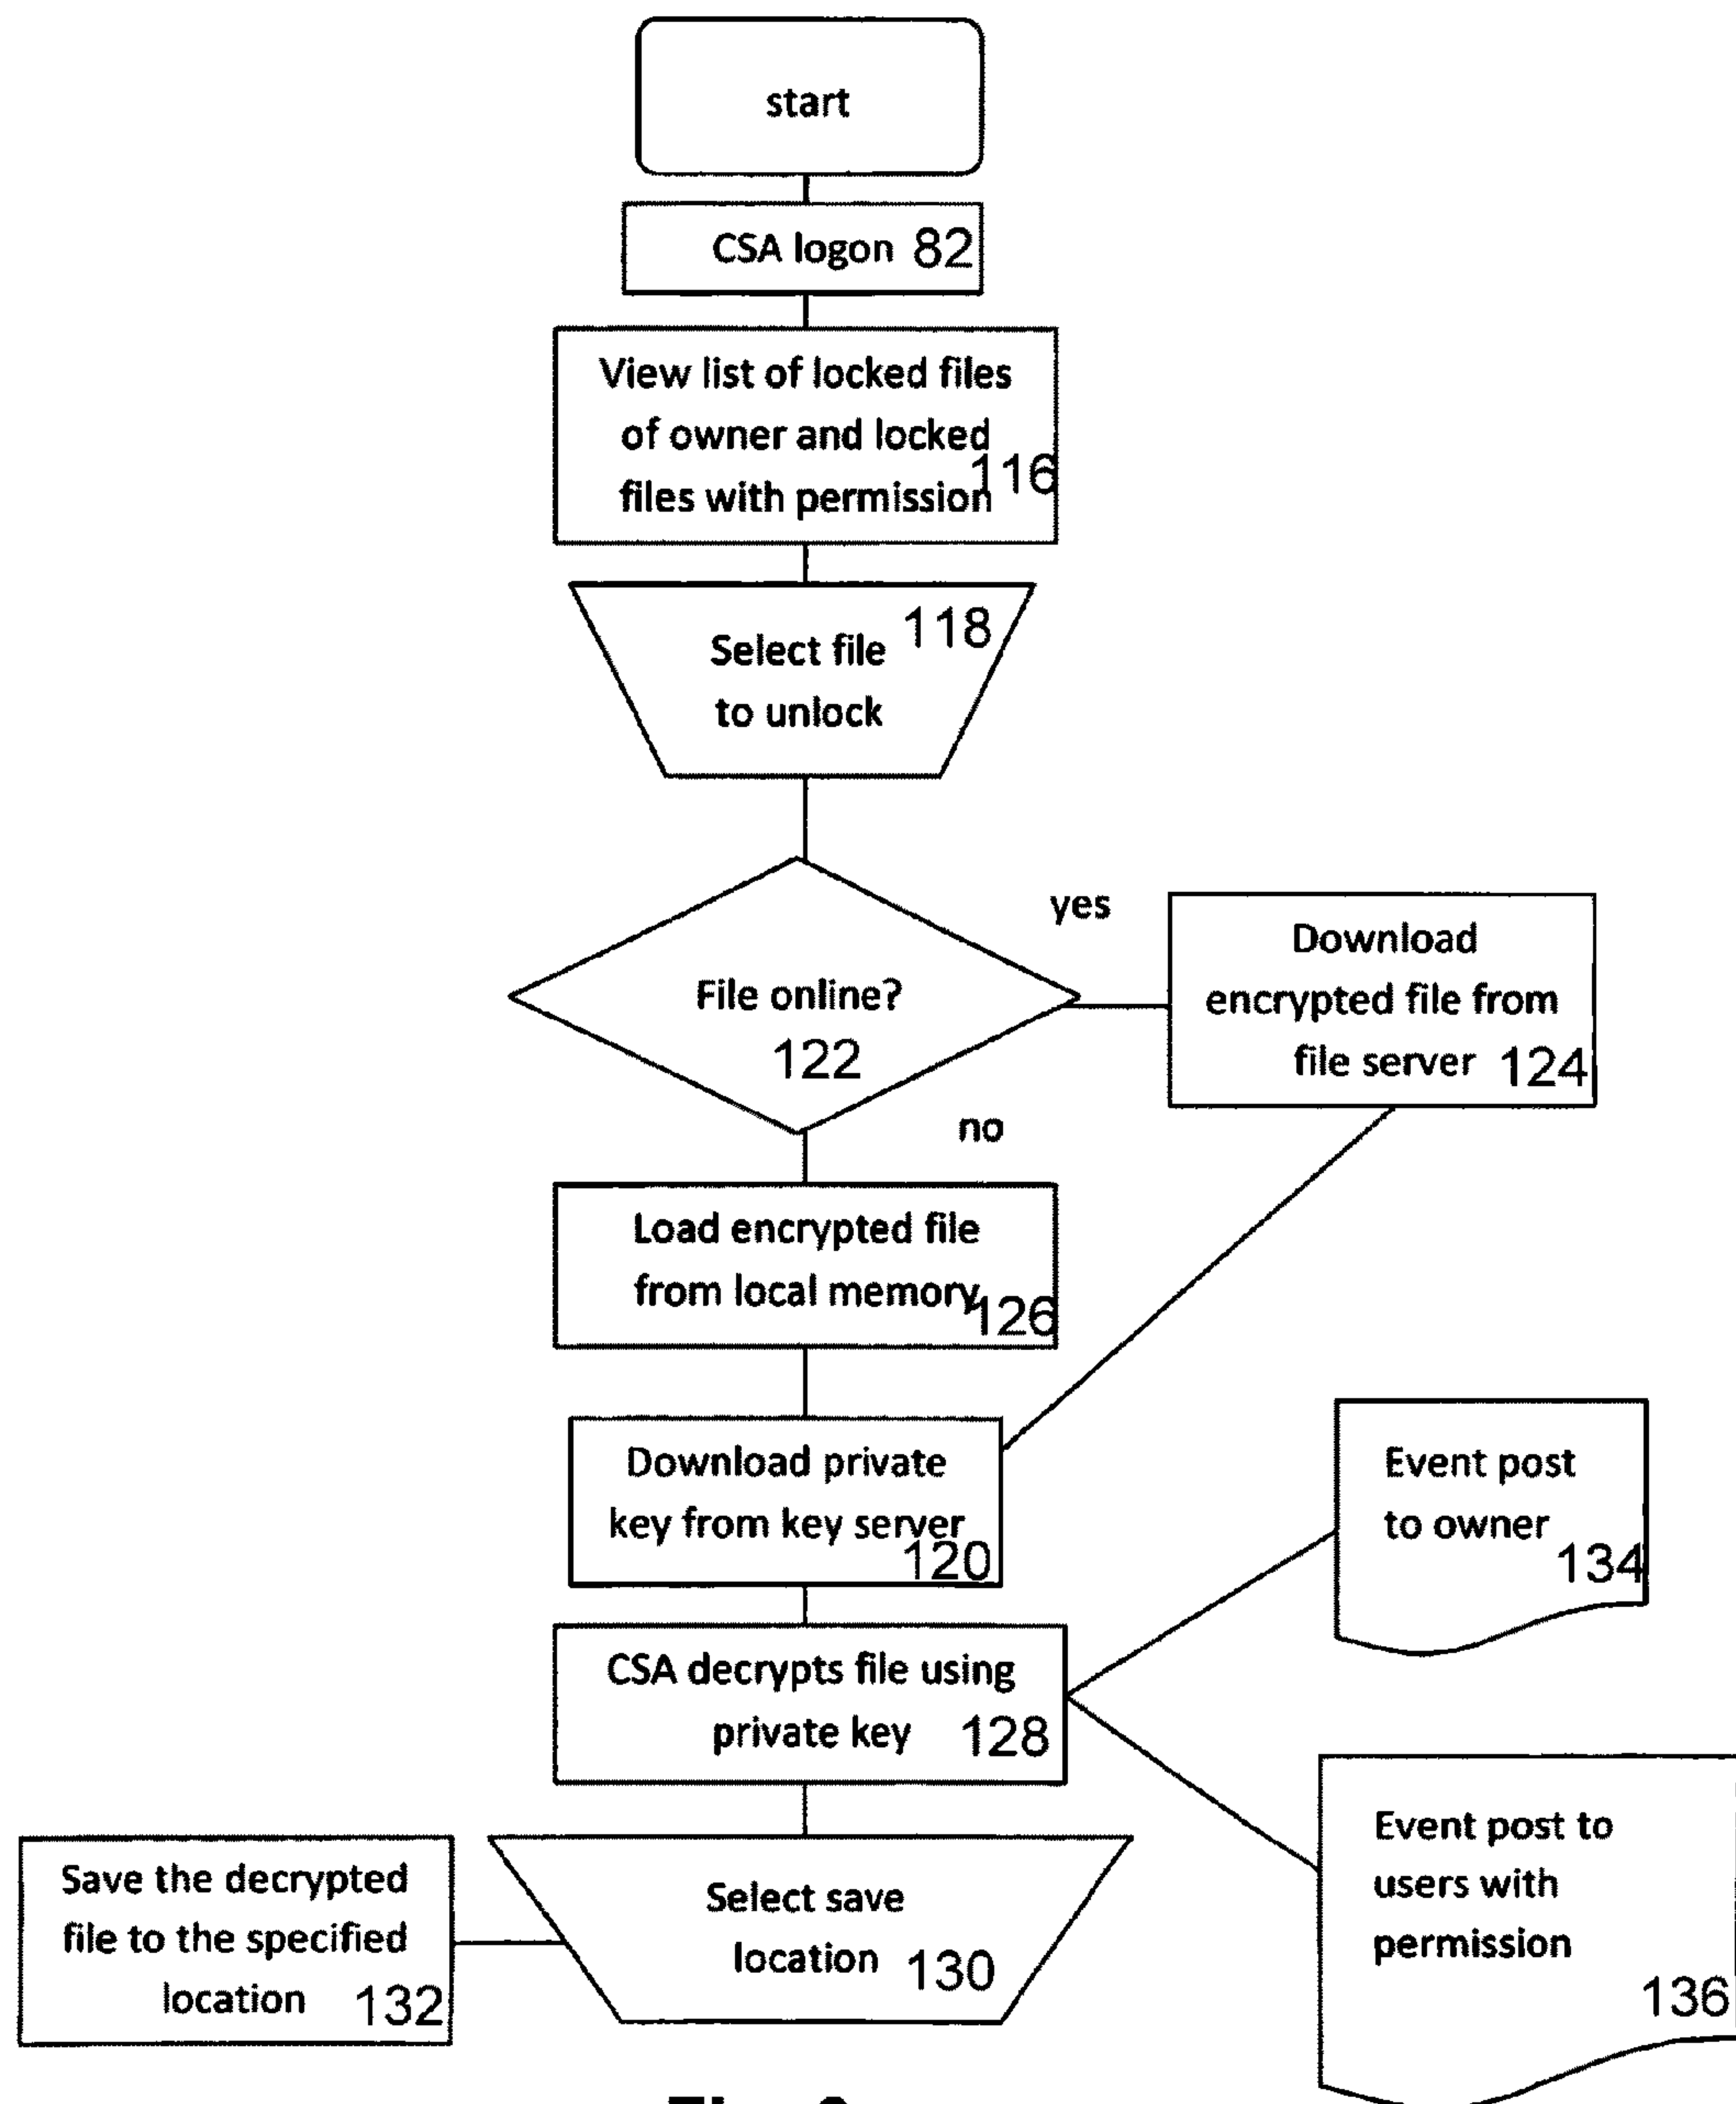 start
CSA logon 82
View list of locked files
of owner and locked
116
files with permission
118
Select file
to unlock
yes
Download
File online?
encrypted file from
122
file server 124
no
Load encrypted file
from local memory
126
Download private
key from key server
120
Event post
to owner
134
CSA decrypts file using
private key 128
Event post to
users with
permission
136
Save the decrypted
file to the specified
location 132
Select save
location 130